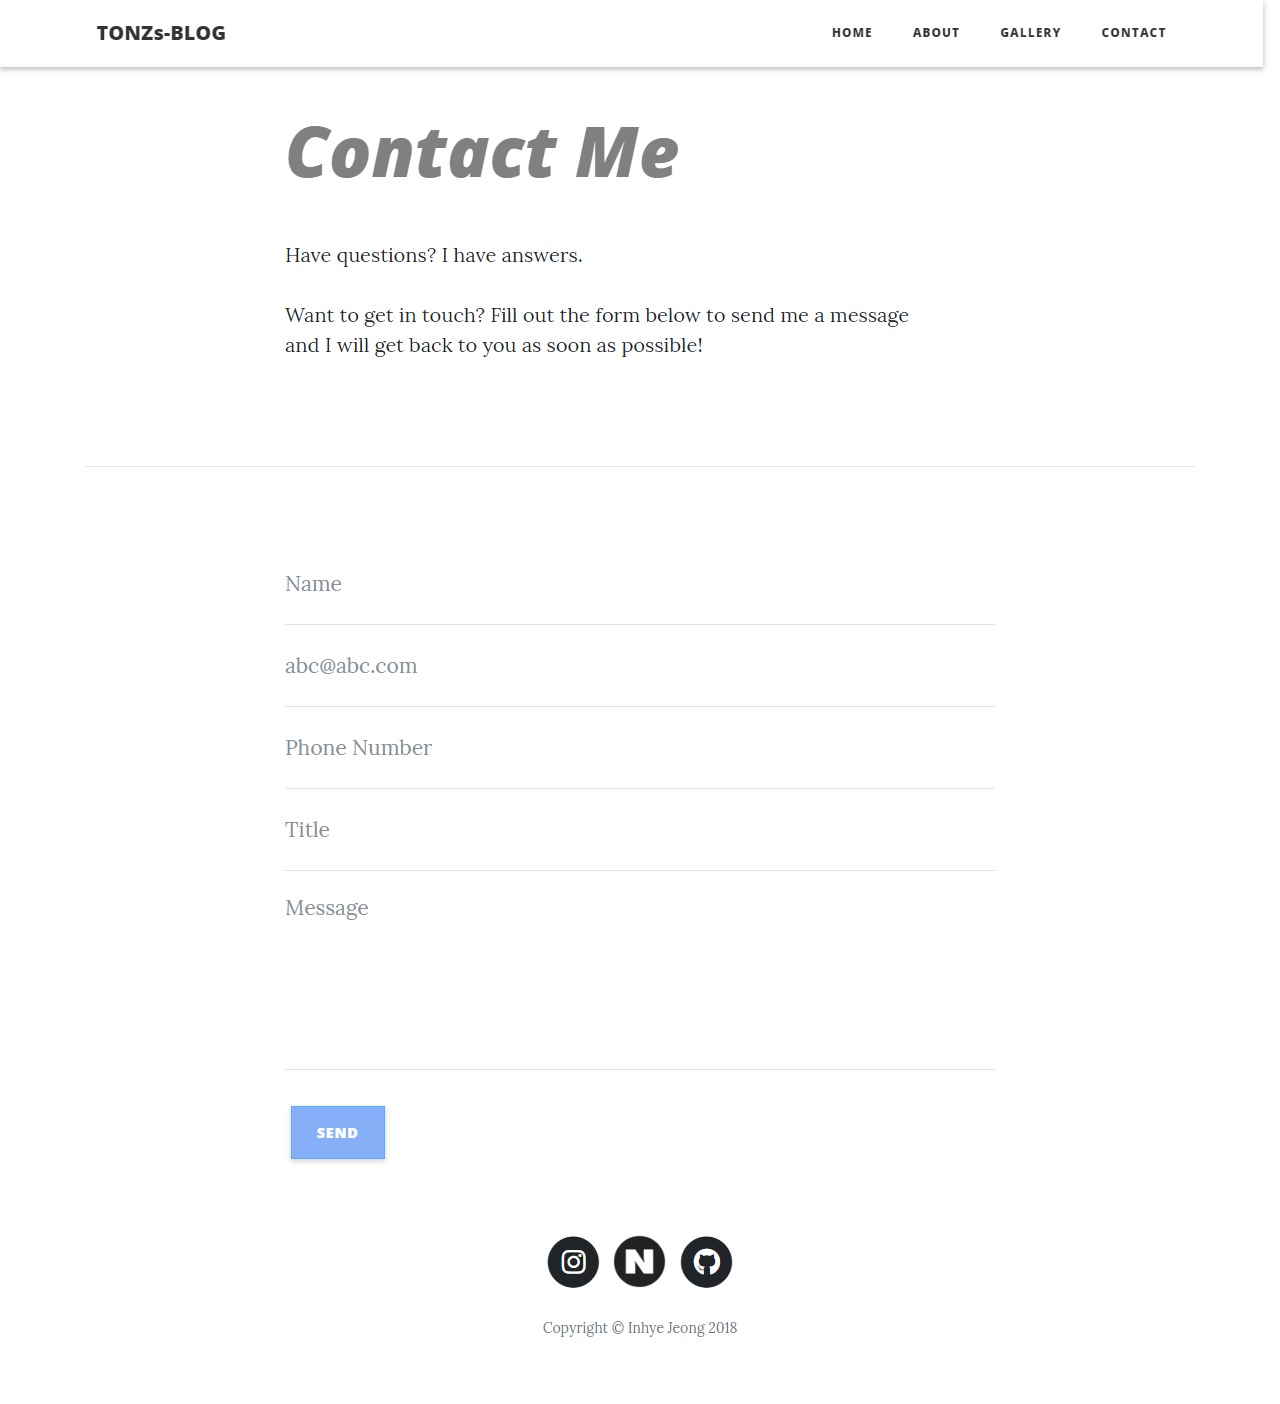 TONZs-BLOG
HOME ABOUT GALLERY CONTACT
Contact Me
Have questions? I have answers.
Want to get in touch? Fill out the form below to send me a message
and I will get back to you as soon as possible!
Name
abc@abc.com
Phone Number
Title
Message
SEND
N
Copyright © Inhye Jeong 2018